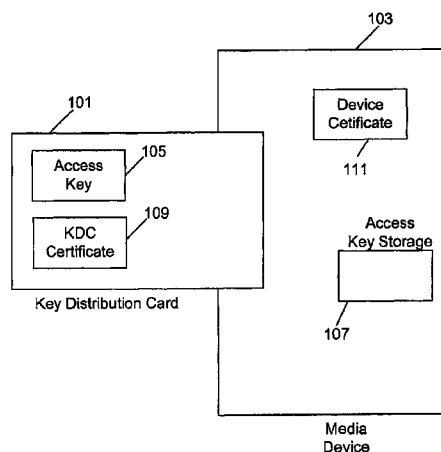 103
101
Device
Cetificate
111
Access
Key
105
109
KDC
Certificate
Access
Key Storage
107
Key Distribution Card
Media
Device